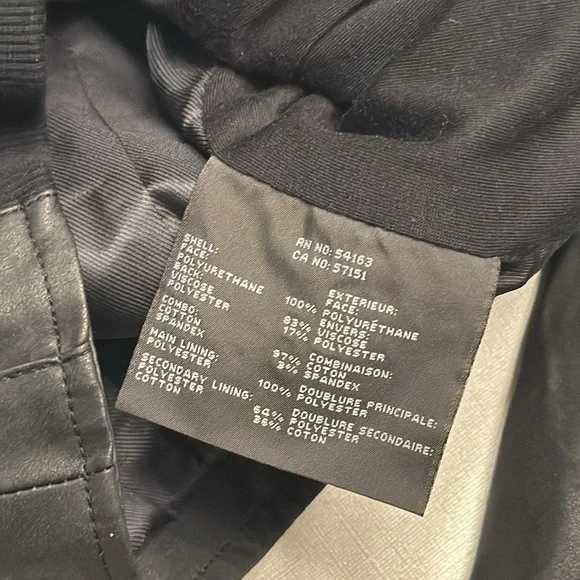 RN NO: 54163
CA NO: 57151
SHELL: EXTERIEUR:
FACE: FACE:
POLYURETHANE 100% POLYURÉTHANE
BACK: ENVERS:
VISCOSE 83% VISCOSE
POLYESTER 17% POLYESTER
COMBO: COMBINAISON:
COTTON 97% COTON
SPANDEX 3% SPANDEX
MAIN LINING: DOUBLURE PRINCIPALE:
POLYESTER 100% POLYESTER
SECONDARY LINING: DOUBLURE SECONDAIRE:
POLYESTER 64% POLYESTER
COTTON 36% COTON